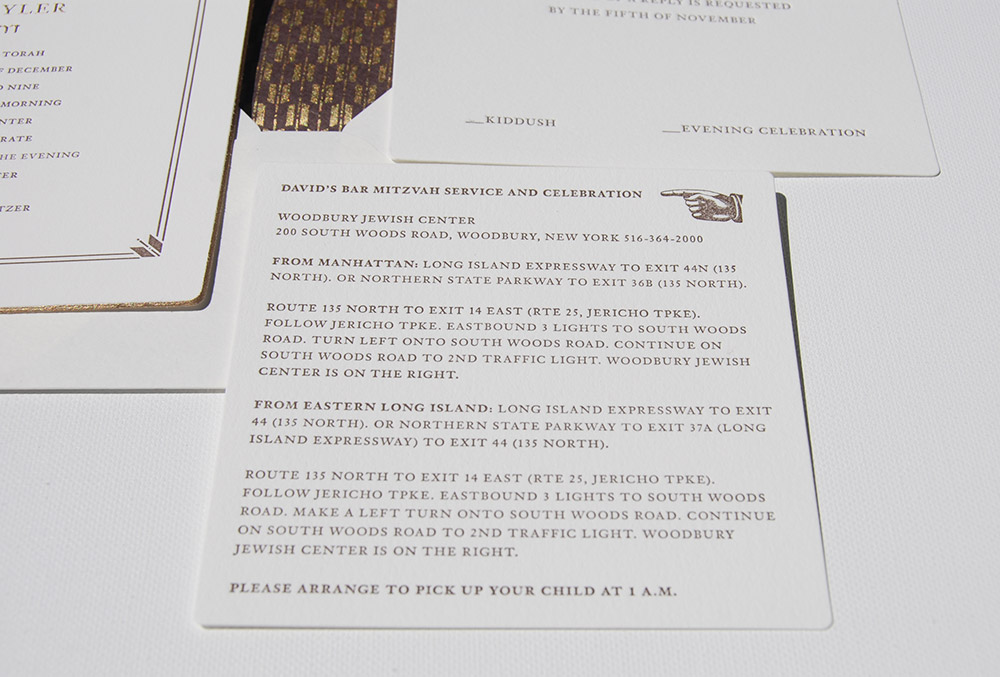 YLER
TORAH
F DECEMBER
D NINE
MORNING
NTER
RATE
HE EVENING
TER
TZER
A REPLY IS REQUESTED
BY THE FIFTH OF NOVEMBER
__KIDDUSH
__EVENING CELEBRATION
DAVID'S BAR MITZVAH SERVICE AND CELEBRATION
WOODBURY JEWISH CENTER
200 SOUTH WOODS ROAD, WOODBURY, NEW YORK 516-364-2000
FROM MANHATTAN: LONG ISLAND EXPRESSWAY TO EXIT 44N (135
NORTH). OR NORTHERN STATE PARKWAY TO EXIT 36B (135 NORTH).
ROUTE 135 NORTH TO EXIT 14 EAST (RTE 25, JERICHO TPKE).
FOLLOW JERICHO TPKE. EASTBOUND 3 LIGHTS TO SOUTH WOODS
ROAD. TURN LEFT ONTO SOUTH WOODS ROAD. CONTINUE ON
SOUTH WOODS ROAD TO 2ND TRAFFIC LIGHT. WOODBURY JEWISH
CENTER IS ON THE RIGHT.
FROM EASTERN LONG ISLAND: LONG ISLAND EXPRESSWAY TO EXIT
44 (135 NORTH). OR NORTHERN STATE PARKWAY TO EXIT 37A (LONG
ISLAND EXPRESSWAY) TO EXIT 44 (135 NORTH).
ROUTE 135 NORTH TO EXIT 14 EAST (RTE 25, JERICHO TPKE).
FOLLOW JERICHO TPKE. EASTBOUND 3 LIGHTS TO SOUTH WOODS
ROAD. MAKE A LEFT TURN ONTO SOUTH WOODS ROAD. CONTINUE
ON SOUTH WOODS ROAD TO 2ND TRAFFIC LIGHT. WOODBURY
JEWISH CENTER IS ON THE RIGHT.
PLEASE ARRANGE TO PICK UP YOUR CHILD AT 1 A.M.